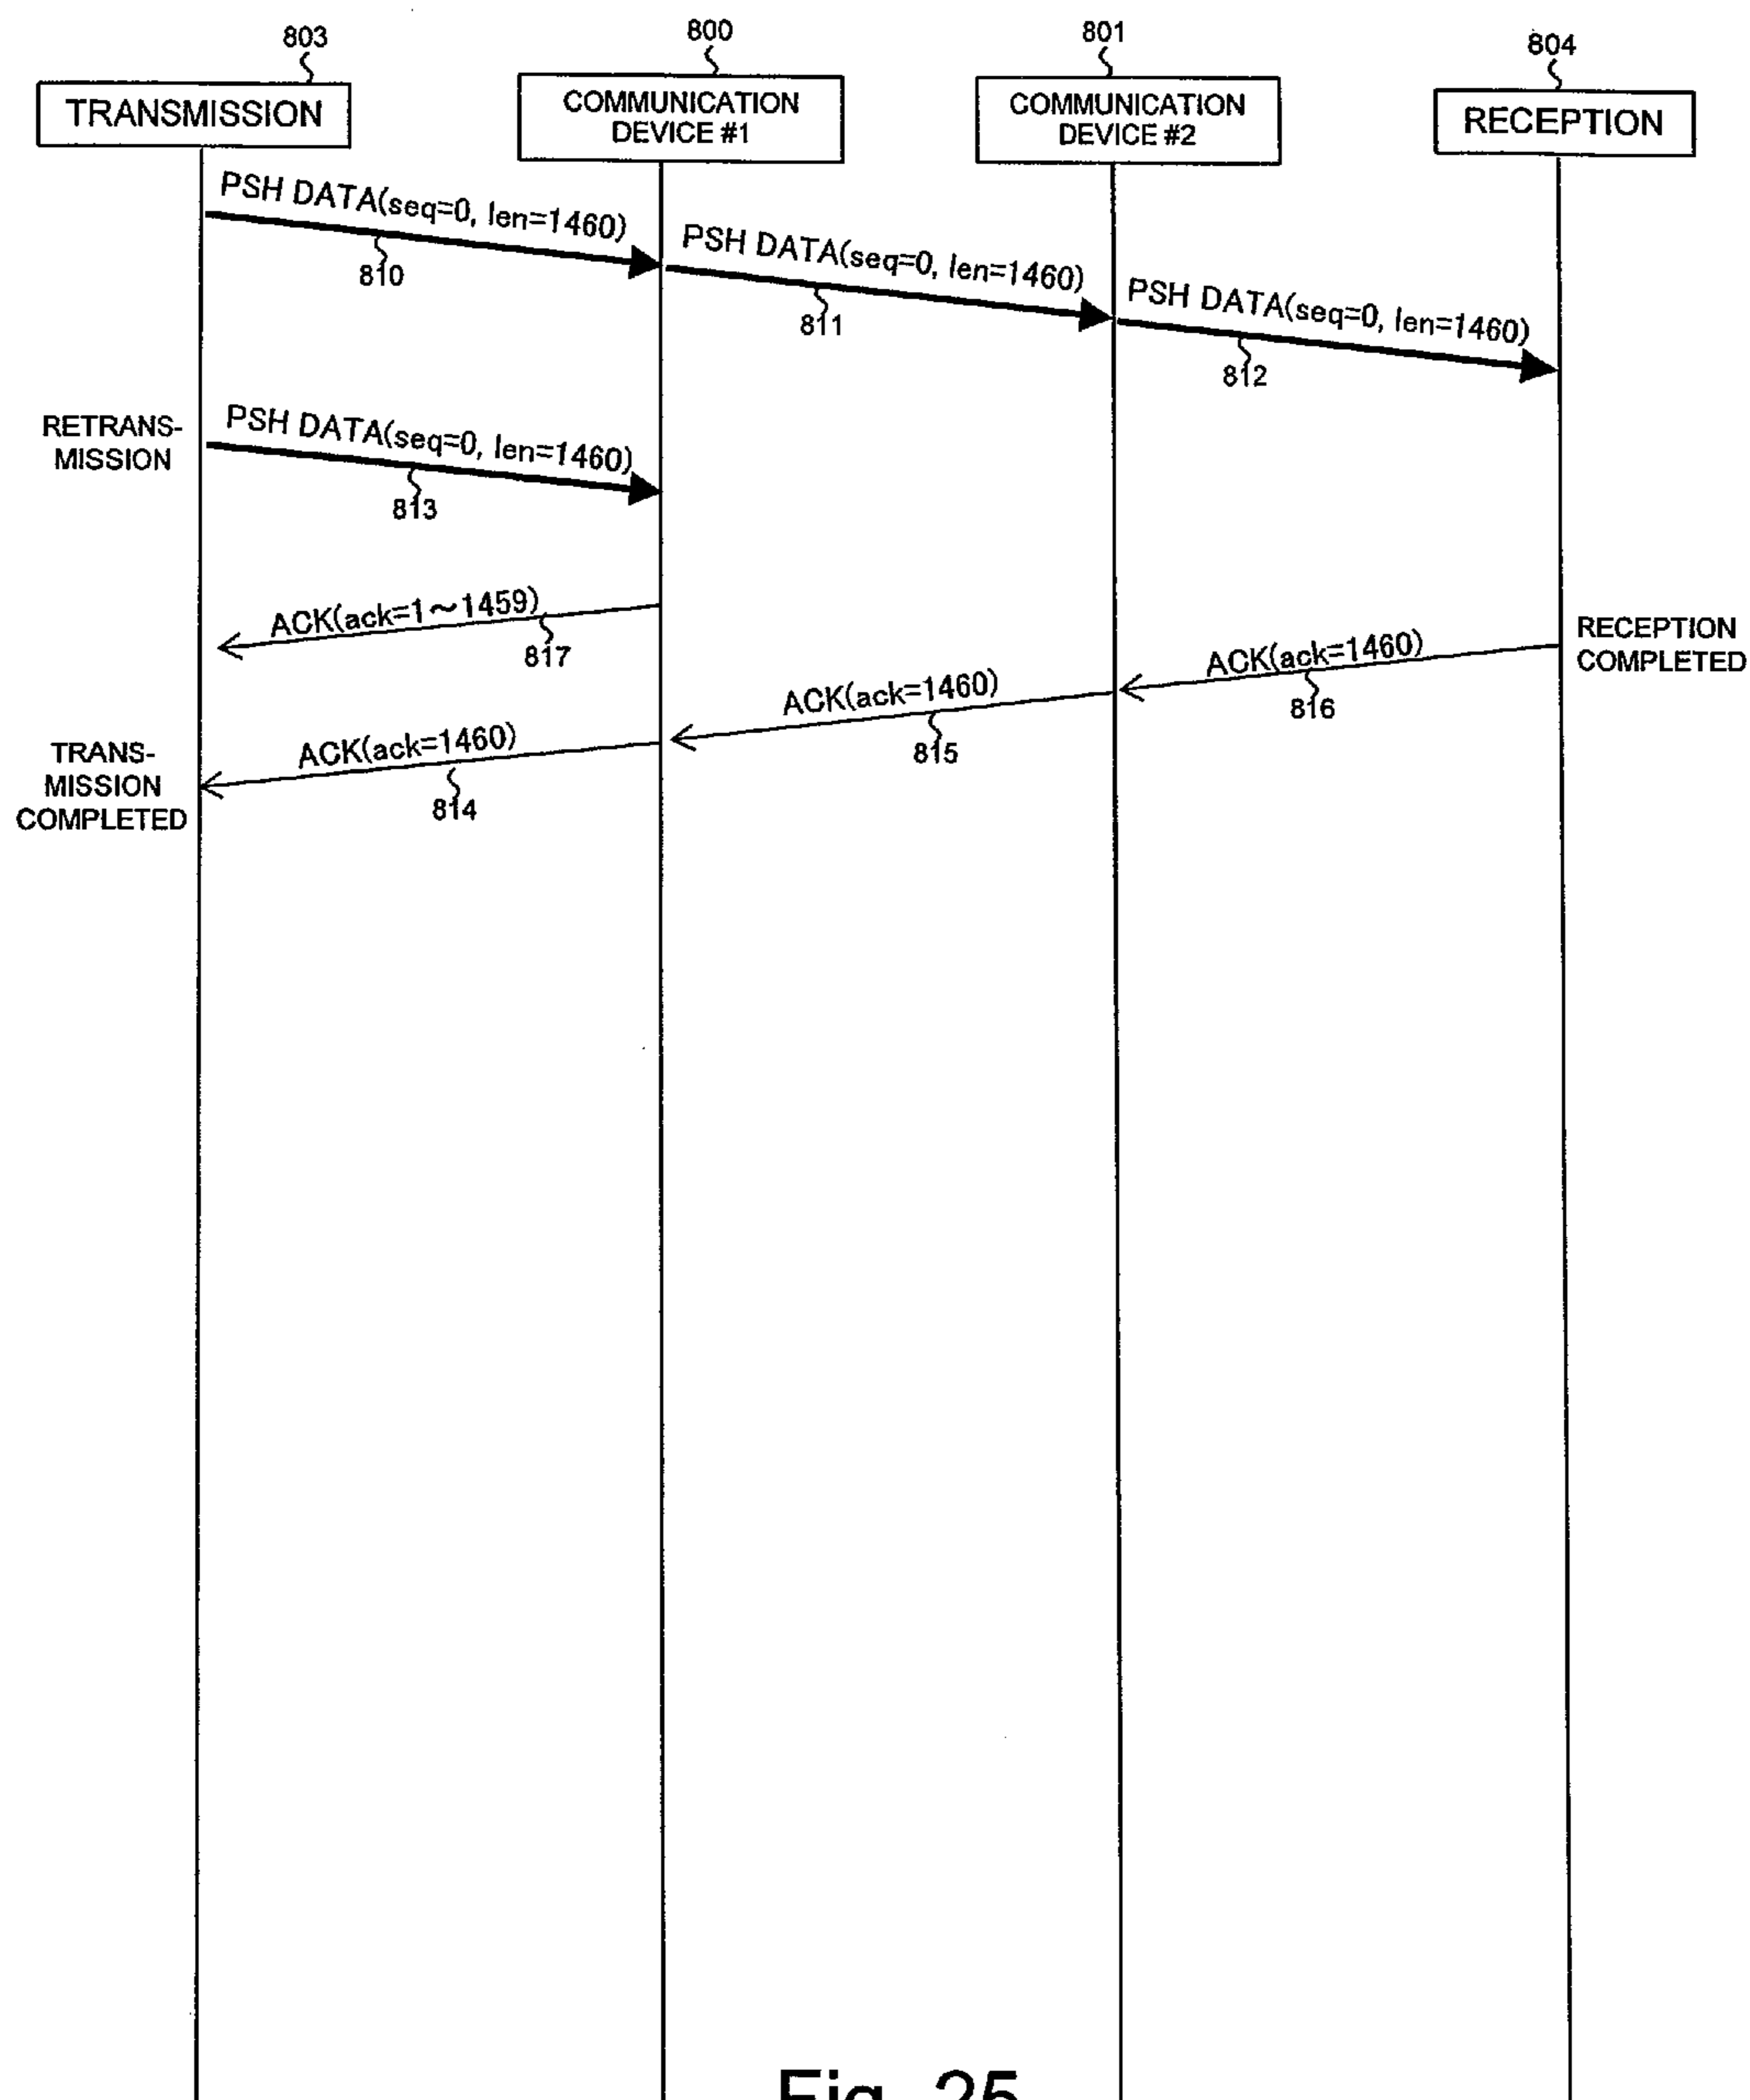 803
800
801
804
TRANSMISSION
COMMUNICATION
DEVICE #1
COMMUNICATION
DEVICE #2
RECEPTION
PSH DATA(seq=0, len=1460)
810
PSH DATA(seq=0, len=1460)
811
PSH DATA(seq=0, len=1460)
812
RETRANS-
MISSION
PSH DATA(seq=0, len=1460)
813
ACK(ack=1～1459)
817
RECEPTION
COMPLETED
ACK(ack=1460)
816
ACK(ack=1460)
815
TRANS-
MISSION
COMPLETED
ACK(ack=1460)
814
Fig. 25